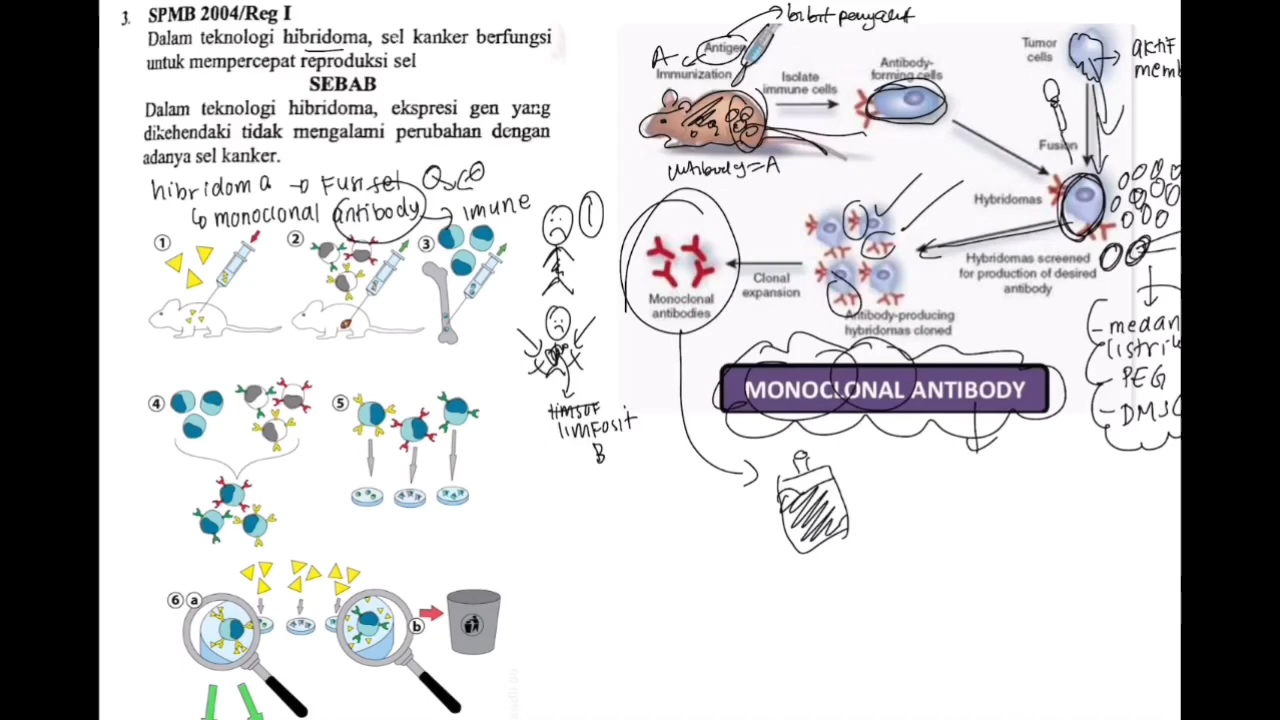 3. SPMB 2004/Reg I
Dalam teknologi hibridoma, sel kanker berfungsi
untuk mempercepat reproduksi sel
SEBAB
Dalam teknologi hibridoma, ekspresi gen yang
dikehendaki tidak mengalami perubahan dengan
adanya sel kanker.
hibridoma → Fusi sel
↳ monoclonal antibody → imune
1
2
3
4
5
6 a
b
limfosit
B
bibit penyakit
A
Antigen
Immunization
Isolate
immune cells
Antibody-
forming cells
Tumor
cells
aktif
mem
antibody = A
Fusion
Hybridomas
Hybridomas screened
for production of desired
antibody
Antibody-producing
hybridomas cloned
Clonal
expansion
Monoclonal
antibodies
MONOCLONAL ANTIBODY
- medan
listrik
- PEG
- DMSO